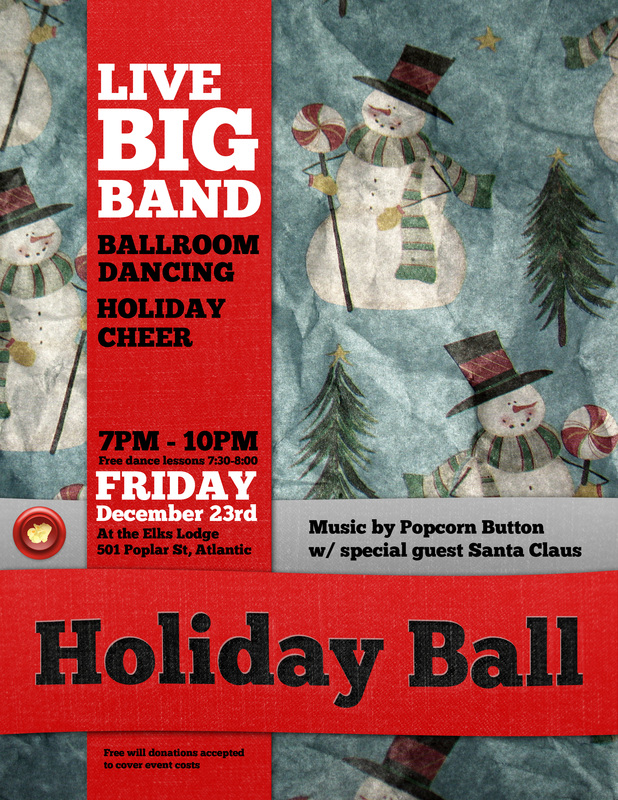 LIVE
BIG
BAND
BALLROOM
DANCING
HOLIDAY
CHEER
7PM - 10PM
Free dance lessons 7:30-8:00
FRIDAY
December 23rd
At the Elks Lodge
501 Poplar St, Atlantic
Music by Popcorn Button
w/ special guest Santa Claus
Holiday Ball
Free will donations accepted
to cover event costs